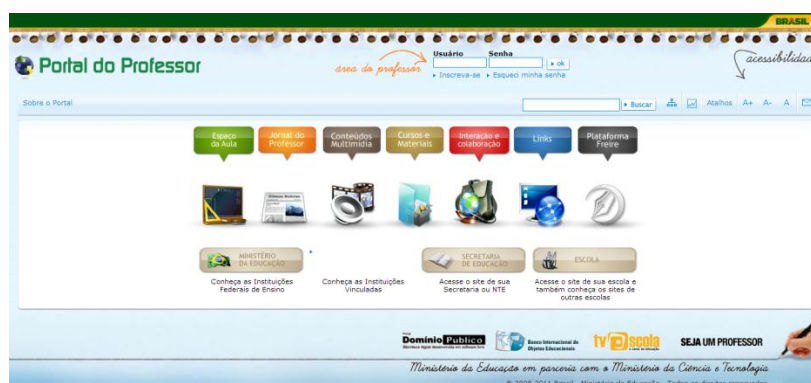 BRASIL
Portal do Professor
área do professor
Usuário Senha
ok
Inscreva-se Esqueci minha senha
acessibilidad
Sobre o Portal
Buscar
Atalhos A+ A- A
Espaço da Aula
Jornal do Professor
Conteúdos Multimídia
Cursos e Materiais
Interação e colaboração
Links
Plataforma Freire
MINISTÉRIO DA EDUCAÇÃO
SECRETARIA DE EDUCAÇÃO
ESCOLA
Conheça as Instituições Federais de Ensino
Conheça as Instituições Vinculadas
Acesse o site de sua Secretaria ou NTE
Acesse o site de sua escola e também conheça os sites de outras escolas
Domínio Público
Banco Internacional de Objetos Educacionais
tv escola
SEJA UM PROFESSOR
Ministério da Educação em parceria com o Ministério da Ciência e Tecnologia